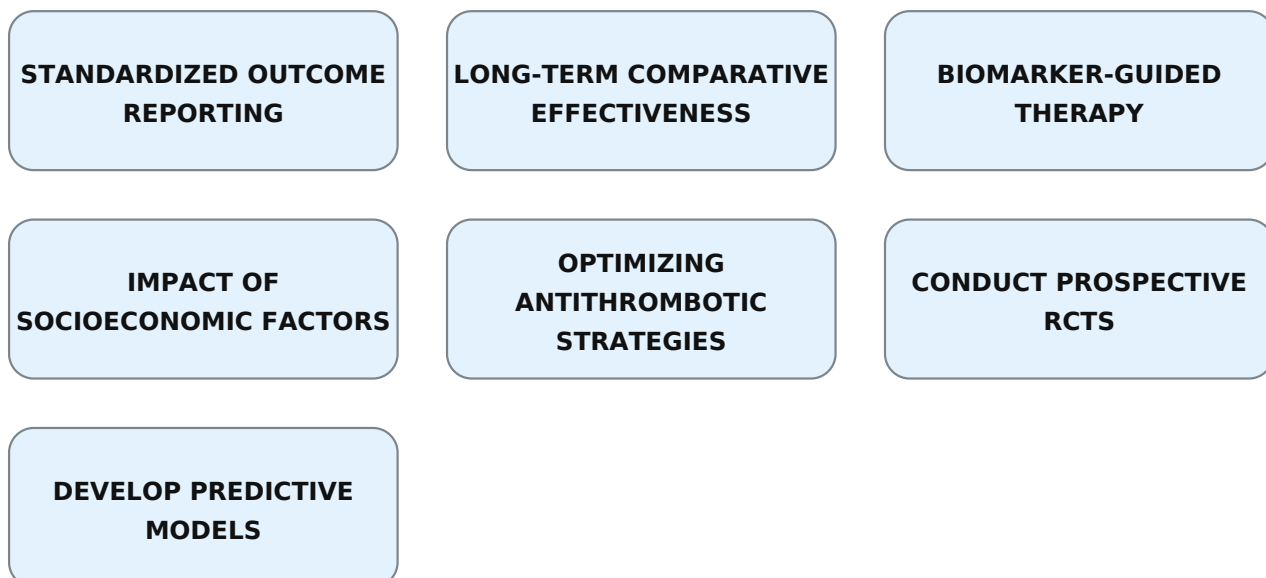 STANDARDIZED OUTCOME
REPORTING
LONG-TERM COMPARATIVE
EFFECTIVENESS
BIOMARKER-GUIDED
THERAPY
IMPACT OF
SOCIOECONOMIC FACTORS
OPTIMIZING
ANTITHROMBOTIC
STRATEGIES
CONDUCT PROSPECTIVE
RCTS
DEVELOP PREDICTIVE
MODELS